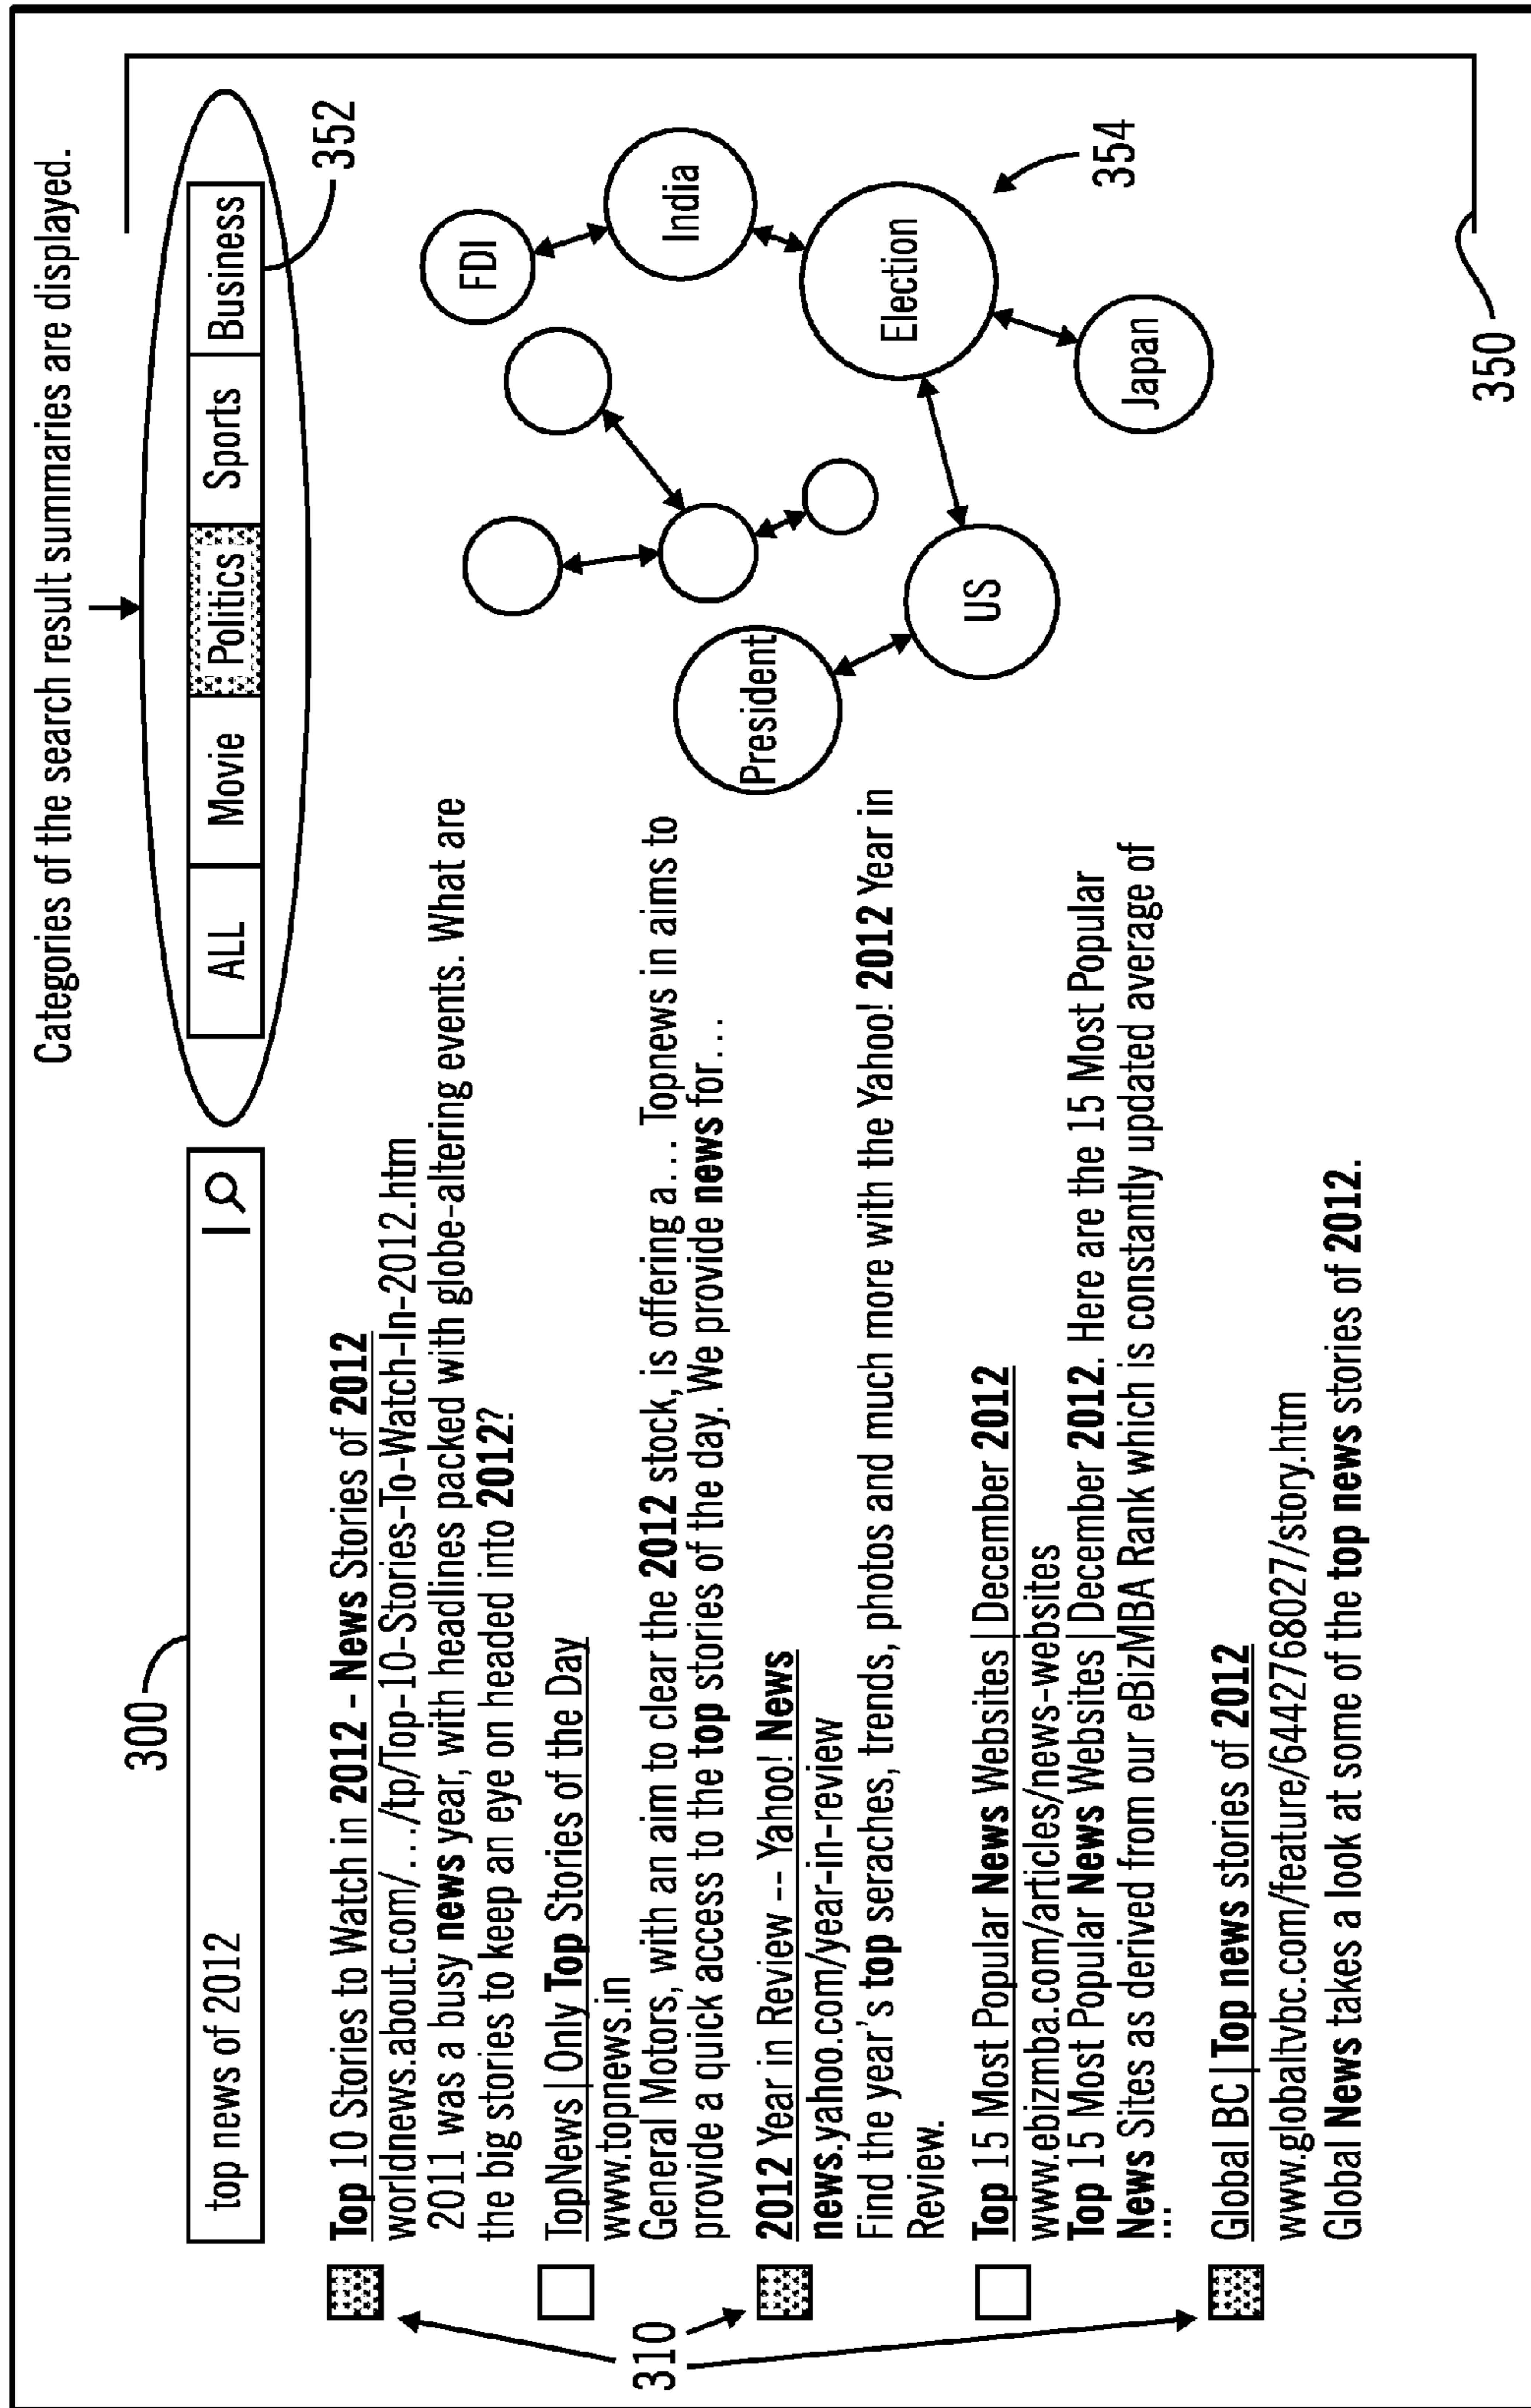 Categories of the search result summaries are displayed.
300
top news of 2012
ALL Movie Politics Sports Business
352
Top 10 Stories to Watch in 2012 - News Stories of 2012
worldnews.about.com/.../tp/Top-10-Stories-To-Watch-In-2012.htm
2011 was a busy news year, with headlines packed with globe-altering events. What are
the big stories to keep an eye on headed into 2012?
TopNews | Only Top Stories of the Day
www.topnews.in
General Motors, with an aim to clear the 2012 stock, is offering a... Topnews in aims to
provide a quick access to the top stories of the day. We provide news for...
2012 Year in Review -- Yahoo! News
news.yahoo.com/year-in-review
Find the year's top seraches, trends, photos and much more with the Yahoo! 2012 Year in
Review.
Top 15 Most Popular News Websites | December 2012
www.ebizmba.com/articles/news-websites
Top 15 Most Popular News Websites | December 2012. Here are the 15 Most Popular
News Sites as derived from our eBizMBA Rank which is constantly updated average of
...
Global BC | Top news stories of 2012
www.globaltvbc.com/feature/6442768027/story.htm
Global News takes a look at some of the top news stories of 2012.
310
FDI
India
President
Election
US
Japan
354
350